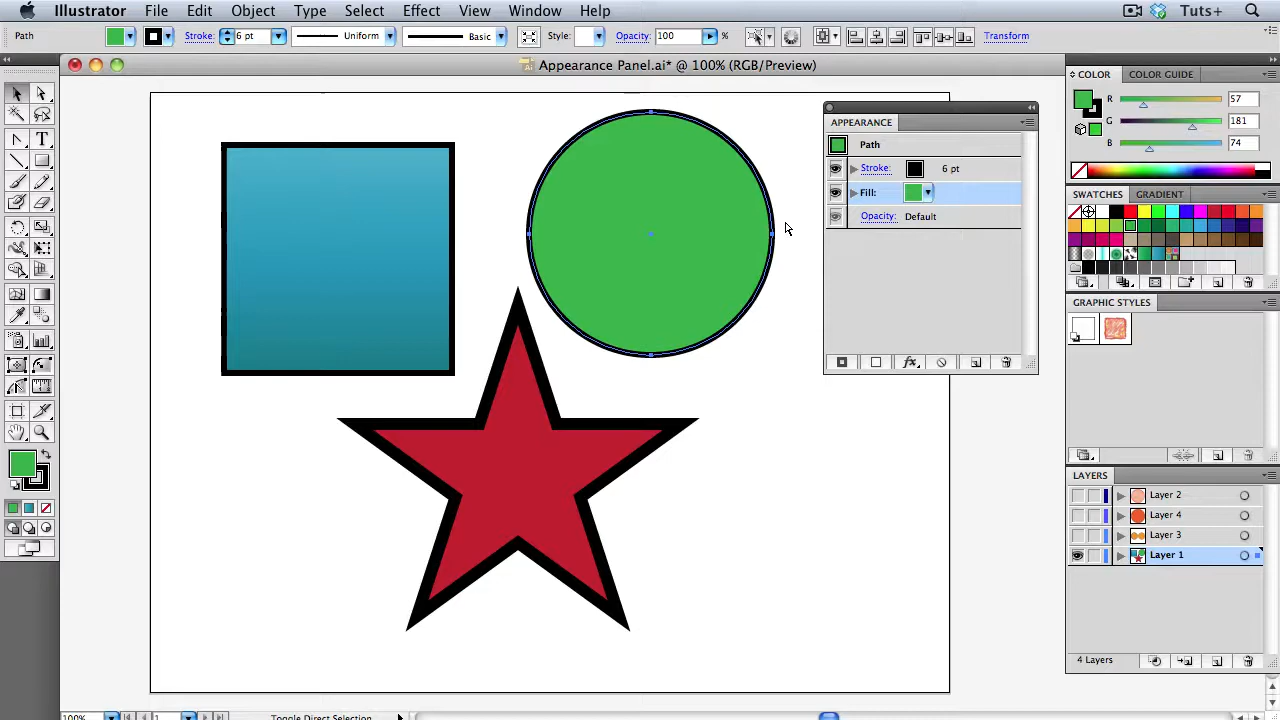 Illustrator File Edit Object Type Select Effect View Window Help Tuts+
Path Stroke: 6 pt Uniform Basic Style: Opacity: 100 % Transform
Appearance Panel.ai* @ 100% (RGB/Preview)
COLOR COLOR GUIDE
R 57
G 181
B 74
APPEARANCE
Path
Stroke: 6 pt
Fill:
Opacity: Default
fx
SWATCHES GRADIENT
GRAPHIC STYLES
LAYERS
Layer 2
Layer 4
Layer 3
Layer 1
4 Layers
100% 1 Toggle Direct Selection